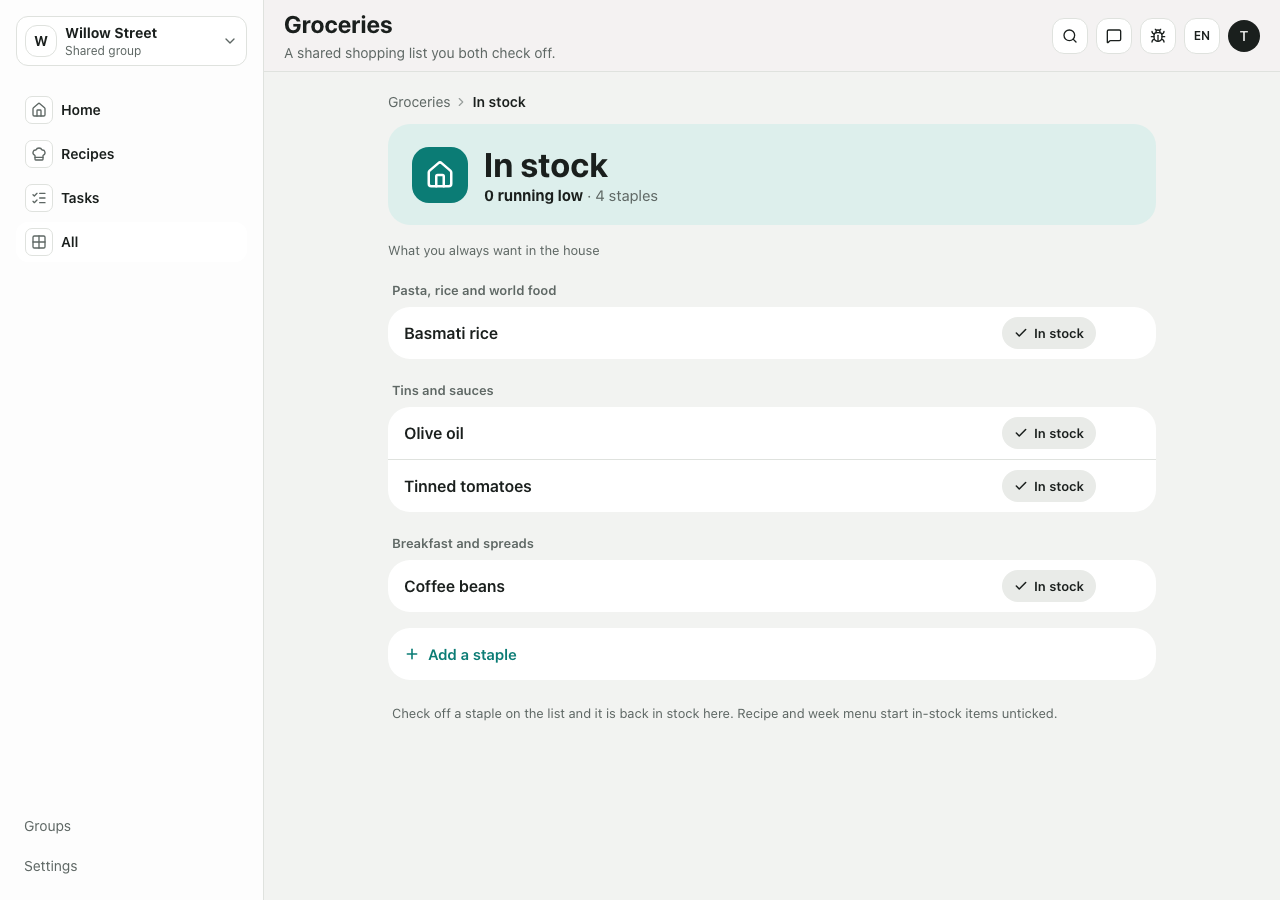 W
Willow Street
Shared group
Home
Recipes
Tasks
All
Groups
Settings
Groceries
A shared shopping list you both check off.
EN
T
Groceries
In stock
In stock
0 running low · 4 staples
What you always want in the house
Pasta, rice and world food
Basmati rice
In stock
Tins and sauces
Olive oil
In stock
Tinned tomatoes
In stock
Breakfast and spreads
Coffee beans
In stock
Add a staple
Check off a staple on the list and it is back in stock here. Recipe and week menu start in-stock items unticked.